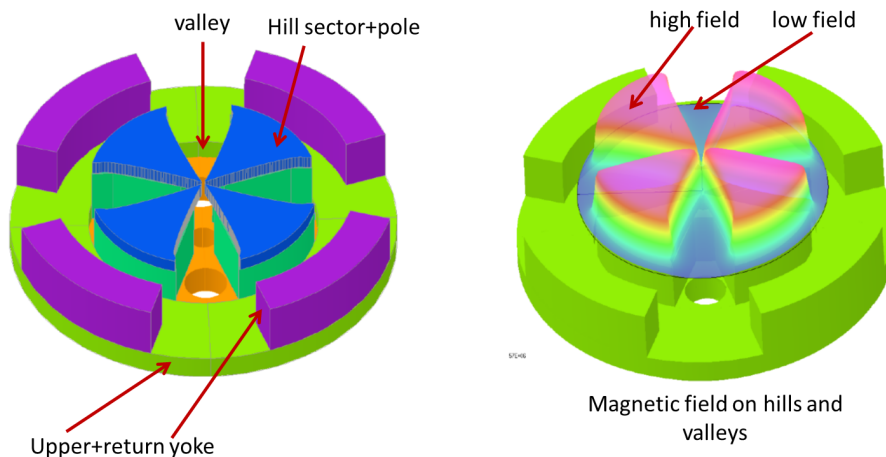 valley
Hill sector+pole
Upper+return yoke
high field
low field
Magnetic field on hills and
valleys